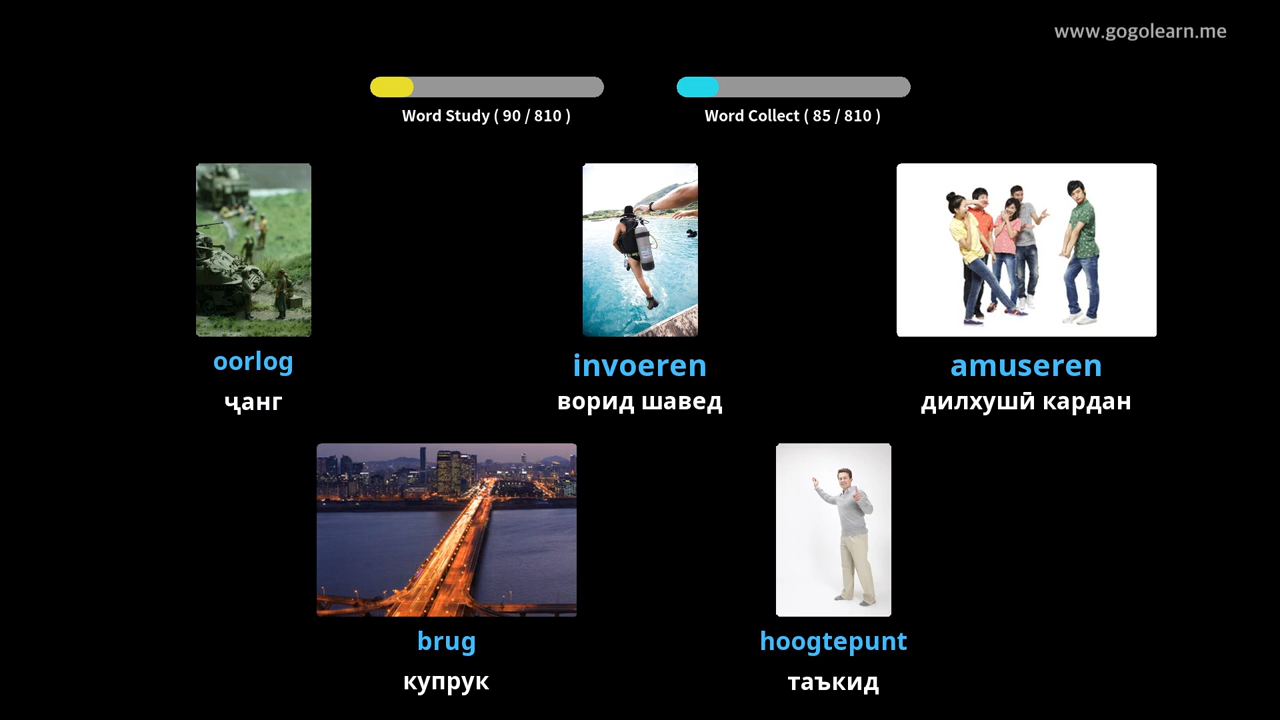 www.gogolearn.me
Word Study ( 90 / 810 )
Word Collect ( 85 / 810 )
oorlog
ҷанг
invoeren
ворид шавед
amuseren
дилхушӣ кардан
brug
купрук
hoogtepunt
таъкид